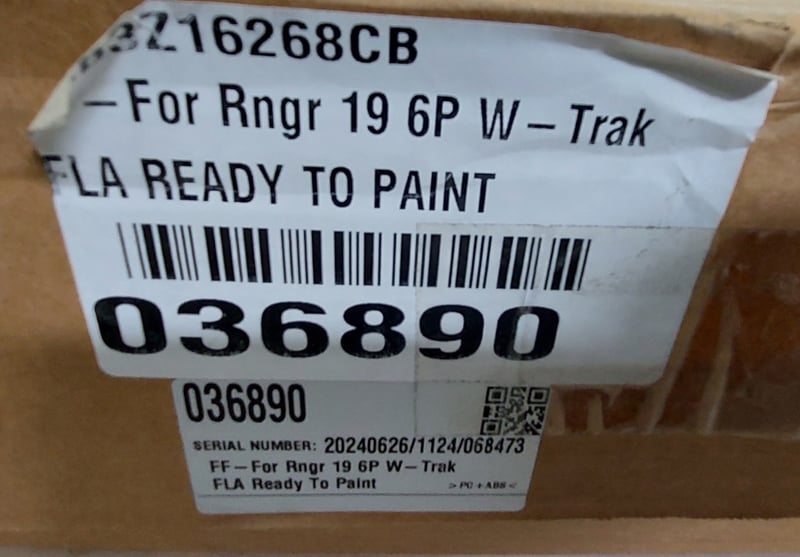 3Z16268CB
–For Rngr 19 6P W–Trak
FLA READY TO PAINT
036890
036890
SERIAL NUMBER: 20240626/1124/068473
FF–For Rngr 19 6P W–Trak
FLA Ready To Paint
>PC+ABS<